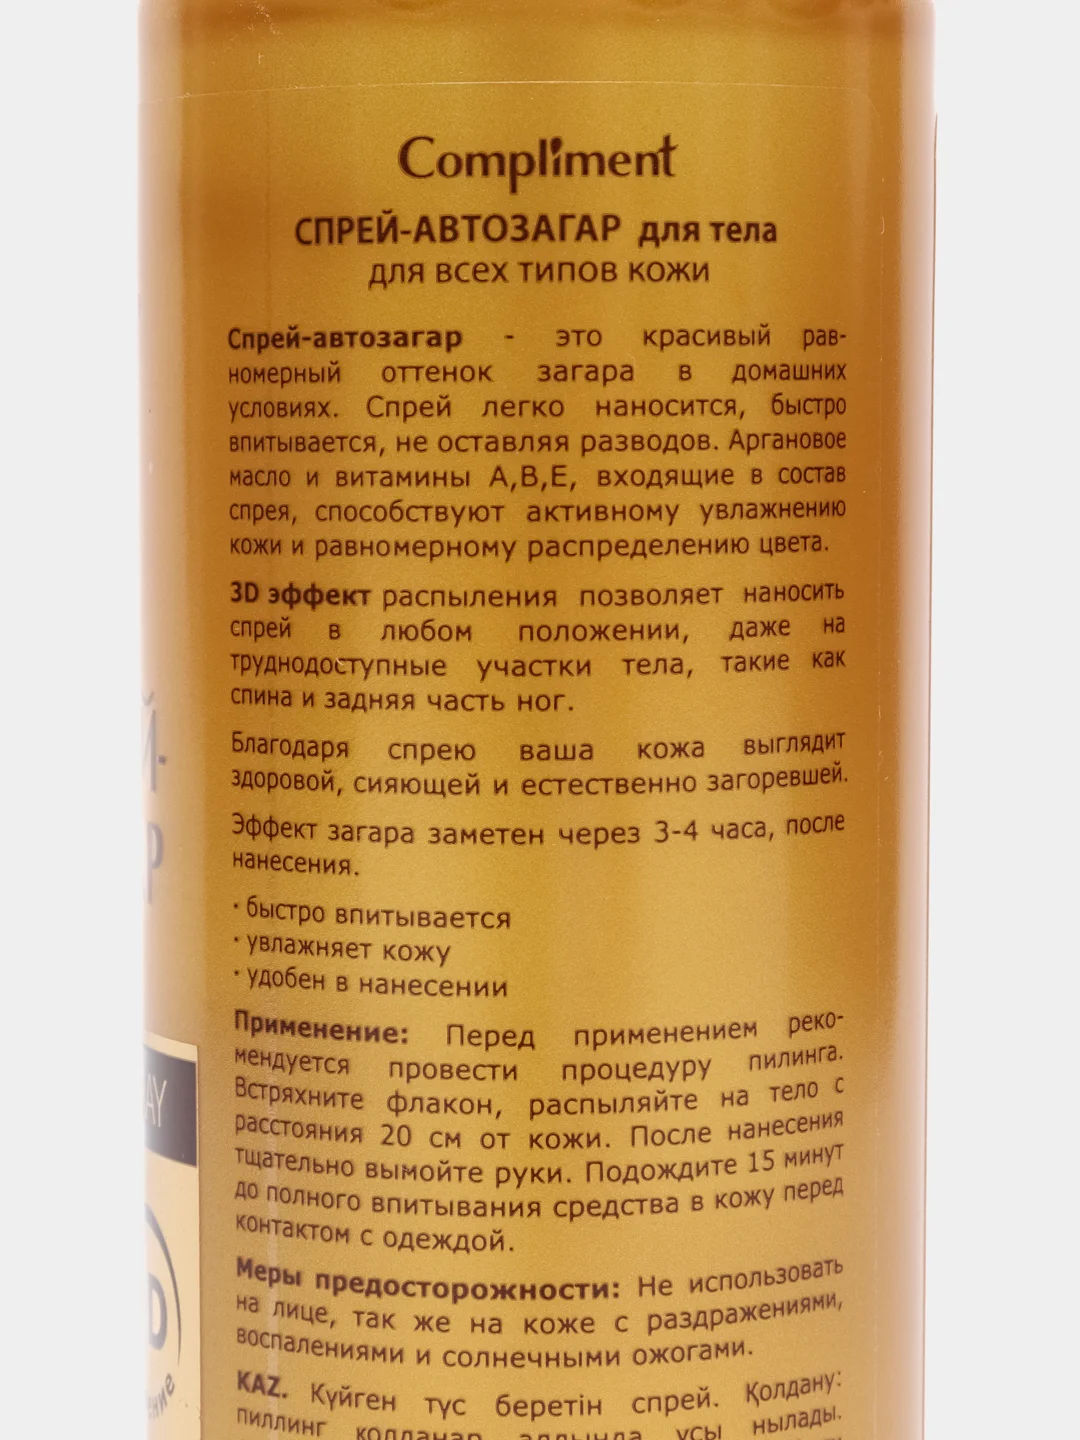 Compliment
СПРЕЙ-АВТОЗАГАР для тела
для всех типов кожи
Спрей-автозагар - это красивый рав-
номерный оттенок загара в домашних
условиях. Спрей легко наносится, быстро
впитывается, не оставляя разводов. Аргановое
масло и витамины А,В,Е, входящие в состав
спрея, способствуют активному увлажнению
кожи и равномерному распределению цвета.
3D эффект распыления позволяет наносить
спрей в любом положении, даже на
труднодоступные участки тела, такие как
спина и задняя часть ног.
Благодаря спрею ваша кожа выглядит
здоровой, сияющей и естественно загоревшей.
Эффект загара заметен через 3-4 часа, после
нанесения.
· быстро впитывается
· увлажняет кожу
· удобен в нанесении
Применение: Перед применением реко-
мендуется провести процедуру пилинга.
Встряхните флакон, распыляйте на тело с
расстояния 20 см от кожи. После нанесения
тщательно вымойте руки. Подождите 15 минут
до полного впитывания средства в кожу перед
контактом с одеждой.
Меры предосторожности: Не использовать
на лице, так же на коже с раздражениями,
воспалениями и солнечными ожогами.
KAZ. Күйген түс беретін спрей. Қолдану:
пиллинг қолданар алдында усы нылады.